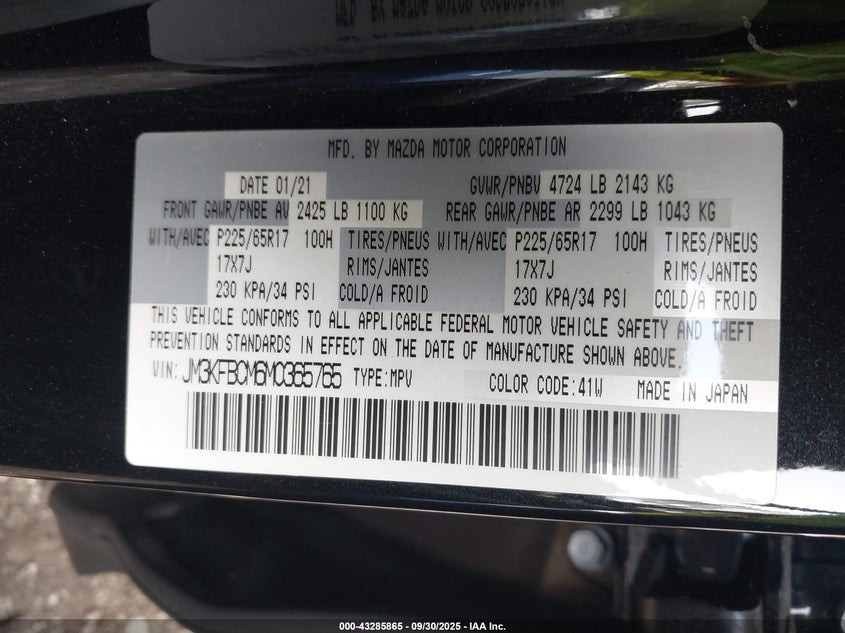 MFD. BY MAZDA MOTOR CORPORATION
DATE 01/21 GVWR/PNBV 4724 LB 2143 KG
FRONT GAWR/PNBE AV 2425 LB 1100 KG REAR GAWR/PNBE AR 2299 LB 1043 KG
WITH/AVEC P225/65R17 100H TIRES/PNEUS WITH/AVEC P225/65R17 100H TIRES/PNEUS
17X7J RIMS/JANTES 17X7J RIMS/JANTES
230 KPA/34 PSI COLD/A FROID 230 KPA/34 PSI COLD/A FROID
THIS VEHICLE CONFORMS TO ALL APPLICABLE FEDERAL MOTOR VEHICLE SAFETY AND THEFT
PREVENTION STANDARDS IN EFFECT ON THE DATE OF MANUFACTURE SHOWN ABOVE.
VIN: JM3KFBCM6M0365765 TYPE:MPV COLOR CODE:41W MADE IN JAPAN
000-43285865 - 09/30/2025 - IAA Inc.